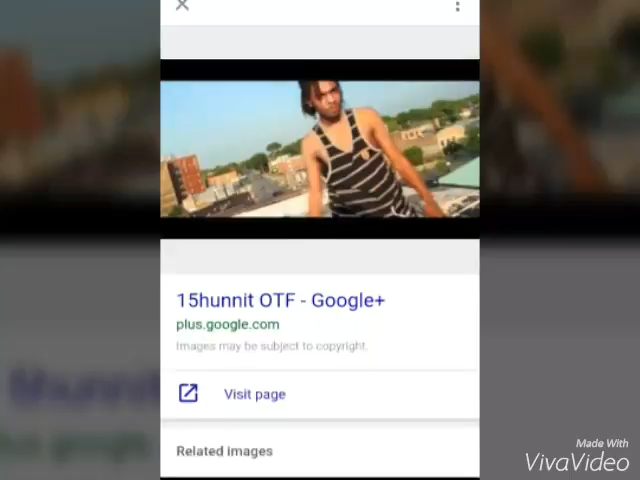 15hunnit OTF - Google+
plus.google.com
Images may be subject to copyright.
Visit page
Related images
Made With
VivaVideo